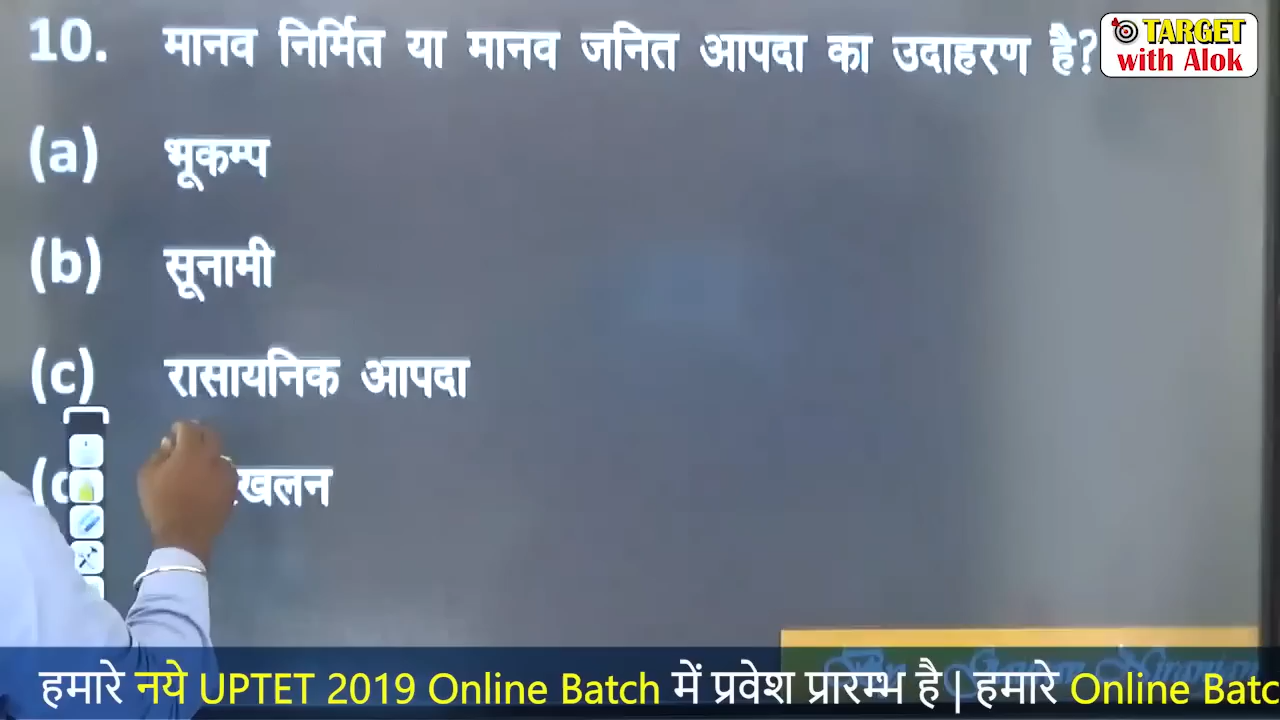 10. मानव निर्मित या मानव जनित आपदा का उदाहरण है?
TARGET
with Alok
(a) भूकम्प
(b) सूनामी
(c) रासायनिक आपदा
हमारे नये UPTET 2019 Online Batch में प्रवेश प्रारम्भ है | हमारे Online Batc